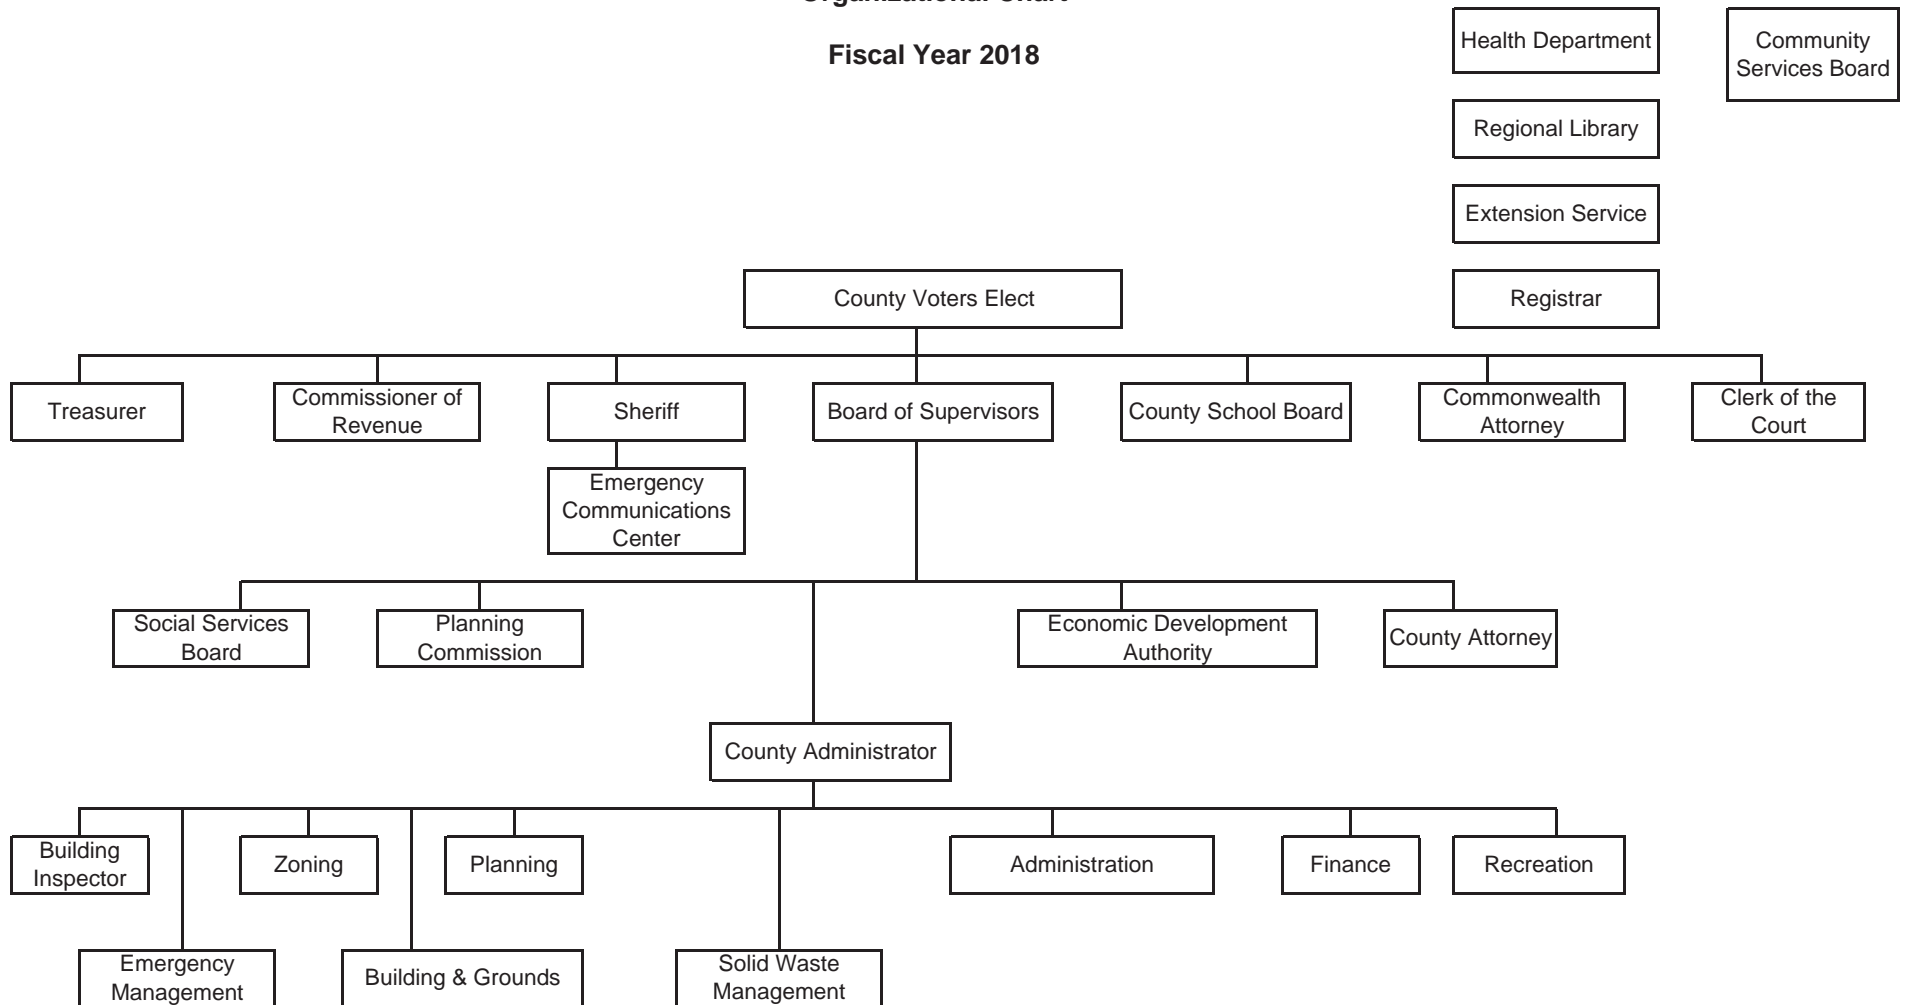 Organizational Chart
Fiscal Year 2018
Health Department
Community
Services Board
Regional Library
Extension Service
County Voters Elect
Registrar
Treasurer
Commissioner of
Revenue
Sheriff
Board of Supervisors
County School Board
Commonwealth
Attorney
Clerk of the
Court
Emergency
Communications
Center
Social Services
Board
Planning
Commission
Economic Development
Authority
County Attorney
County Administrator
Building
Inspector
Zoning
Planning
Administration
Finance
Recreation
Emergency
Management
Building & Grounds
Solid Waste
Management